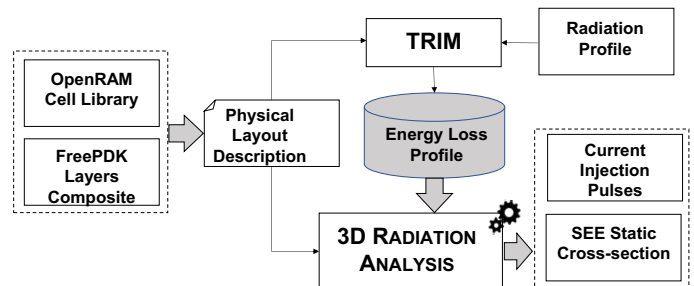 OpenRAM
Cell Library
FreePDK
Layers
Composite
Physical
Layout
Description
TRIM
Radiation
Profile
Energy Loss
Profile
3D RADIATION
ANALYSIS
Current
Injection
Pulses
SEE Static
Cross-section